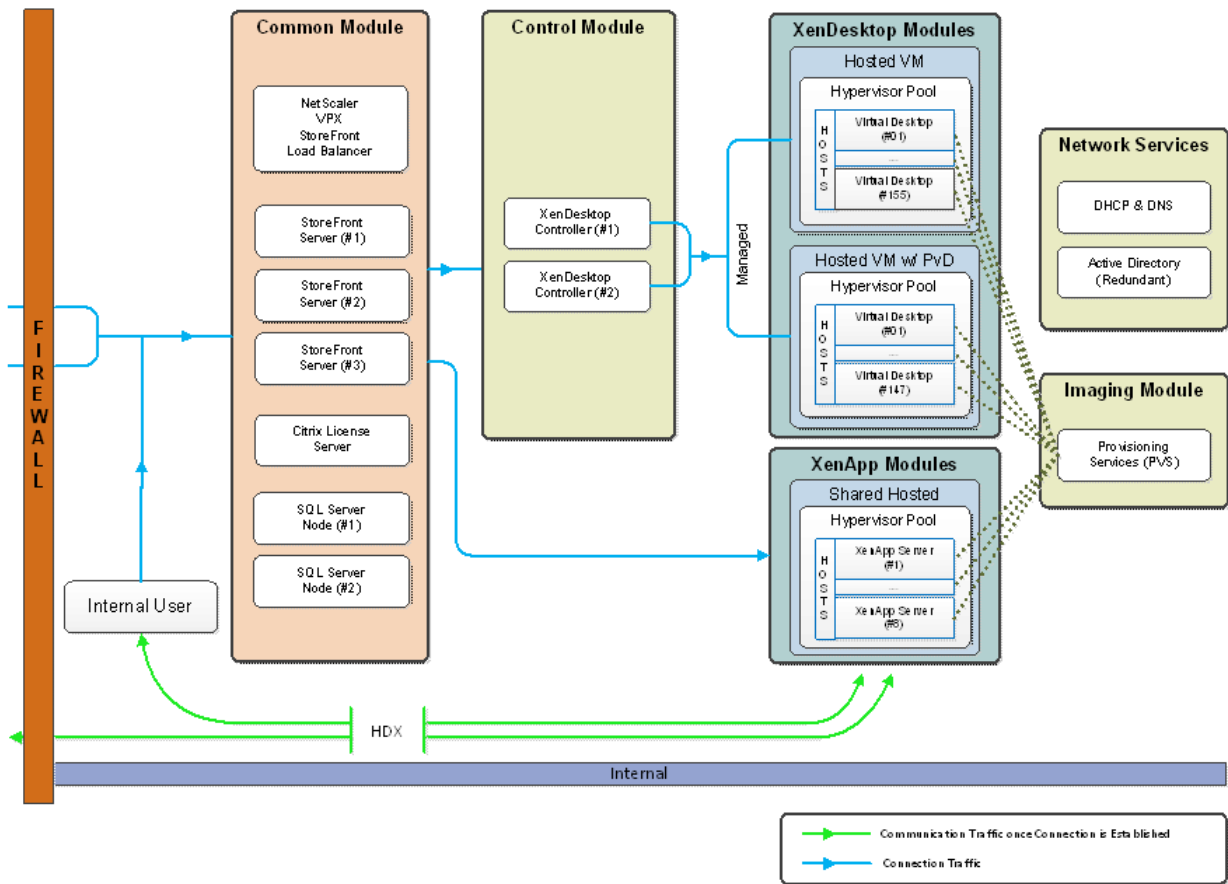 Common Module
NetScaler
VPX
StoreFront
Load Balancer
StoreFront
Server (#1)
StoreFront
Server (#2)
StoreFront
Server (#3)
Citrix License
Server
SQL Server
Node (#1)
SQL Server
Node (#2)
Control Module
XenDesktop
Controller (#1)
XenDesktop
Controller (#2)
Managed
XenDesktop Modules
Hosted VM
Hypervisor Pool
HOSTS
Virtual Desktop
(#01)
...
Virtual Desktop
(#155)
Hosted VM w/ PvD
Hypervisor Pool
HOSTS
Virtual Desktop
(#01)
...
Virtual Desktop
(#147)
XenApp Modules
Shared Hosted
Hypervisor Pool
HOSTS
XenApp Server
(#1)
...
XenApp Server
(#8)
Network Services
DHCP & DNS
Active Directory
(Redundant)
Imaging Module
Provisioning
Services (PVS)
FIREWALL
Internal User
HDX
Internal
Communication Traffic once Connection is Established
Connection Traffic